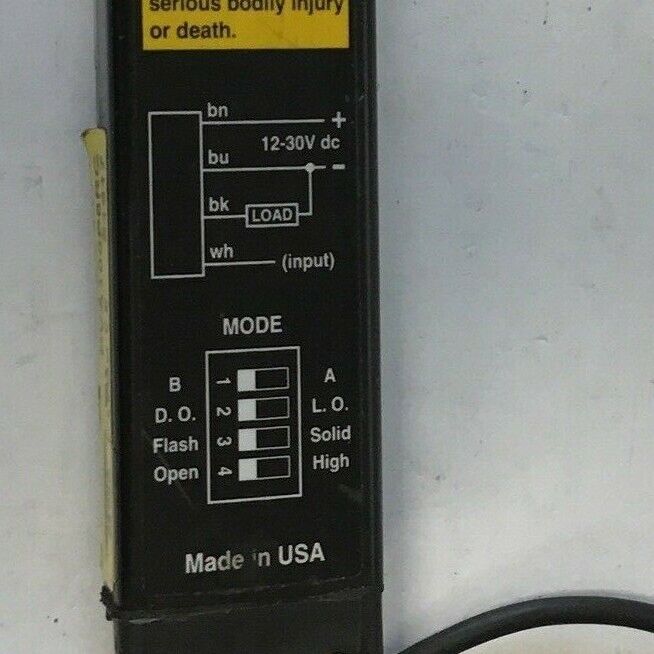 serious bodily injury
or death.
bn
+
12-30V dc
bu
-
bk
LOAD
wh
(input)
MODE
B 1 A
D. O. 2 L. O.
Flash 3 Solid
Open 4 High
Made in USA